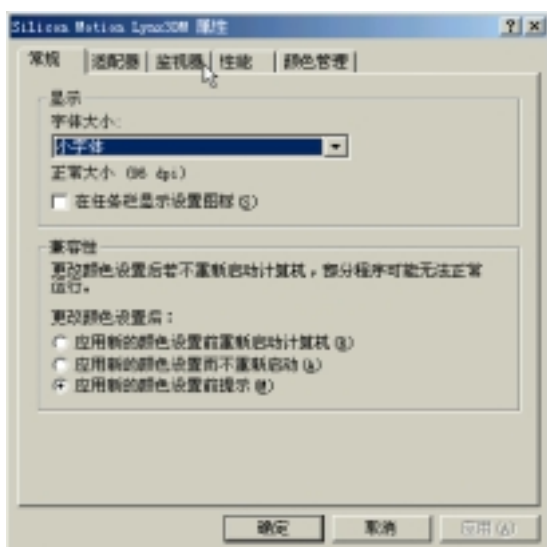 Silicon Motion Lynx3DM 属性
常规 适配器 监视器 性能 颜色管理
显示
字体大小:
小字体
正常大小 (96 dpi)
在任务栏显示设置图标(S)
兼容性
更改颜色设置后若不重新启动计算机，部分程序可能无法正常
运行。
更改颜色设置后：
应用新的颜色设置前重新启动计算机(R)
应用新的颜色设置而不重新启动(A)
应用新的颜色设置前提示(M)
确定 取消 应用(A)